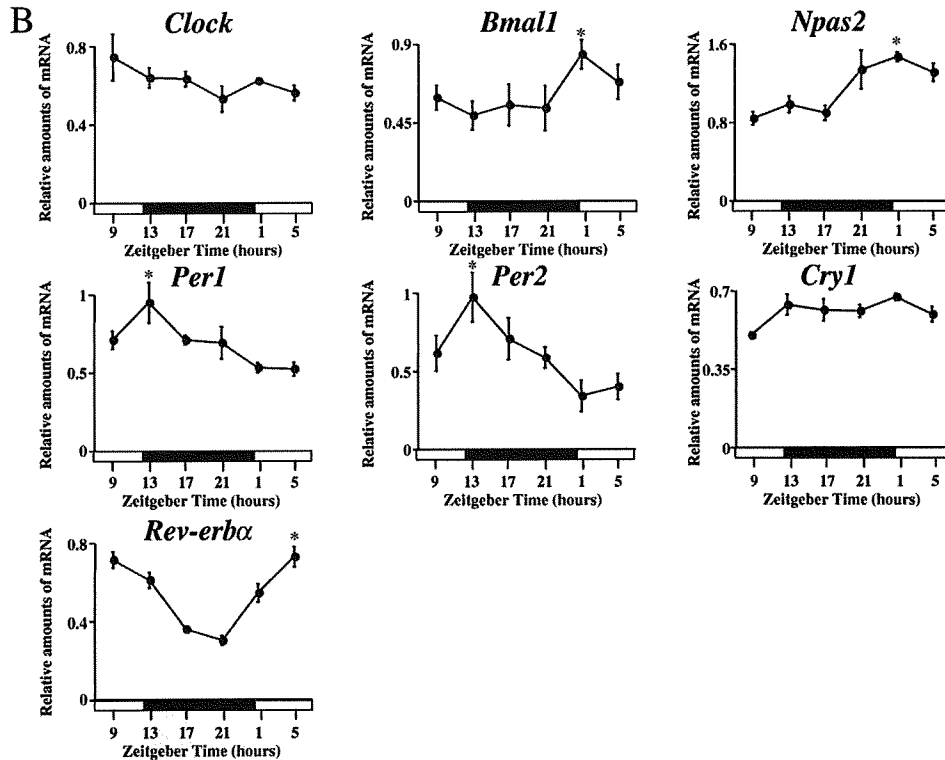 B
Clock
Relative amounts of mRNA
0.8
0.4
0
9 13 17 21 1 5
Zeitgeber Time (hours)
Bmal1
*
Relative amounts of mRNA
0.9
0.45
0
9 13 17 21 1 5
Zeitgeber Time (hours)
Npas2
*
Relative amounts of mRNA
1.6
0.8
0
9 13 17 21 1 5
Zeitgeber Time (hours)
Per1
*
Relative amounts of mRNA
1
0.5
0
9 13 17 21 1 5
Zeitgeber Time (hours)
Per2
*
Relative amounts of mRNA
1
0.5
0
9 13 17 21 1 5
Zeitgeber Time (hours)
Cry1
Relative amounts of mRNA
0.7
0.35
0
9 13 17 21 1 5
Zeitgeber Time (hours)
Rev-erbα
*
Relative amounts of mRNA
0.8
0.4
0
9 13 17 21 1 5
Zeitgeber Time (hours)